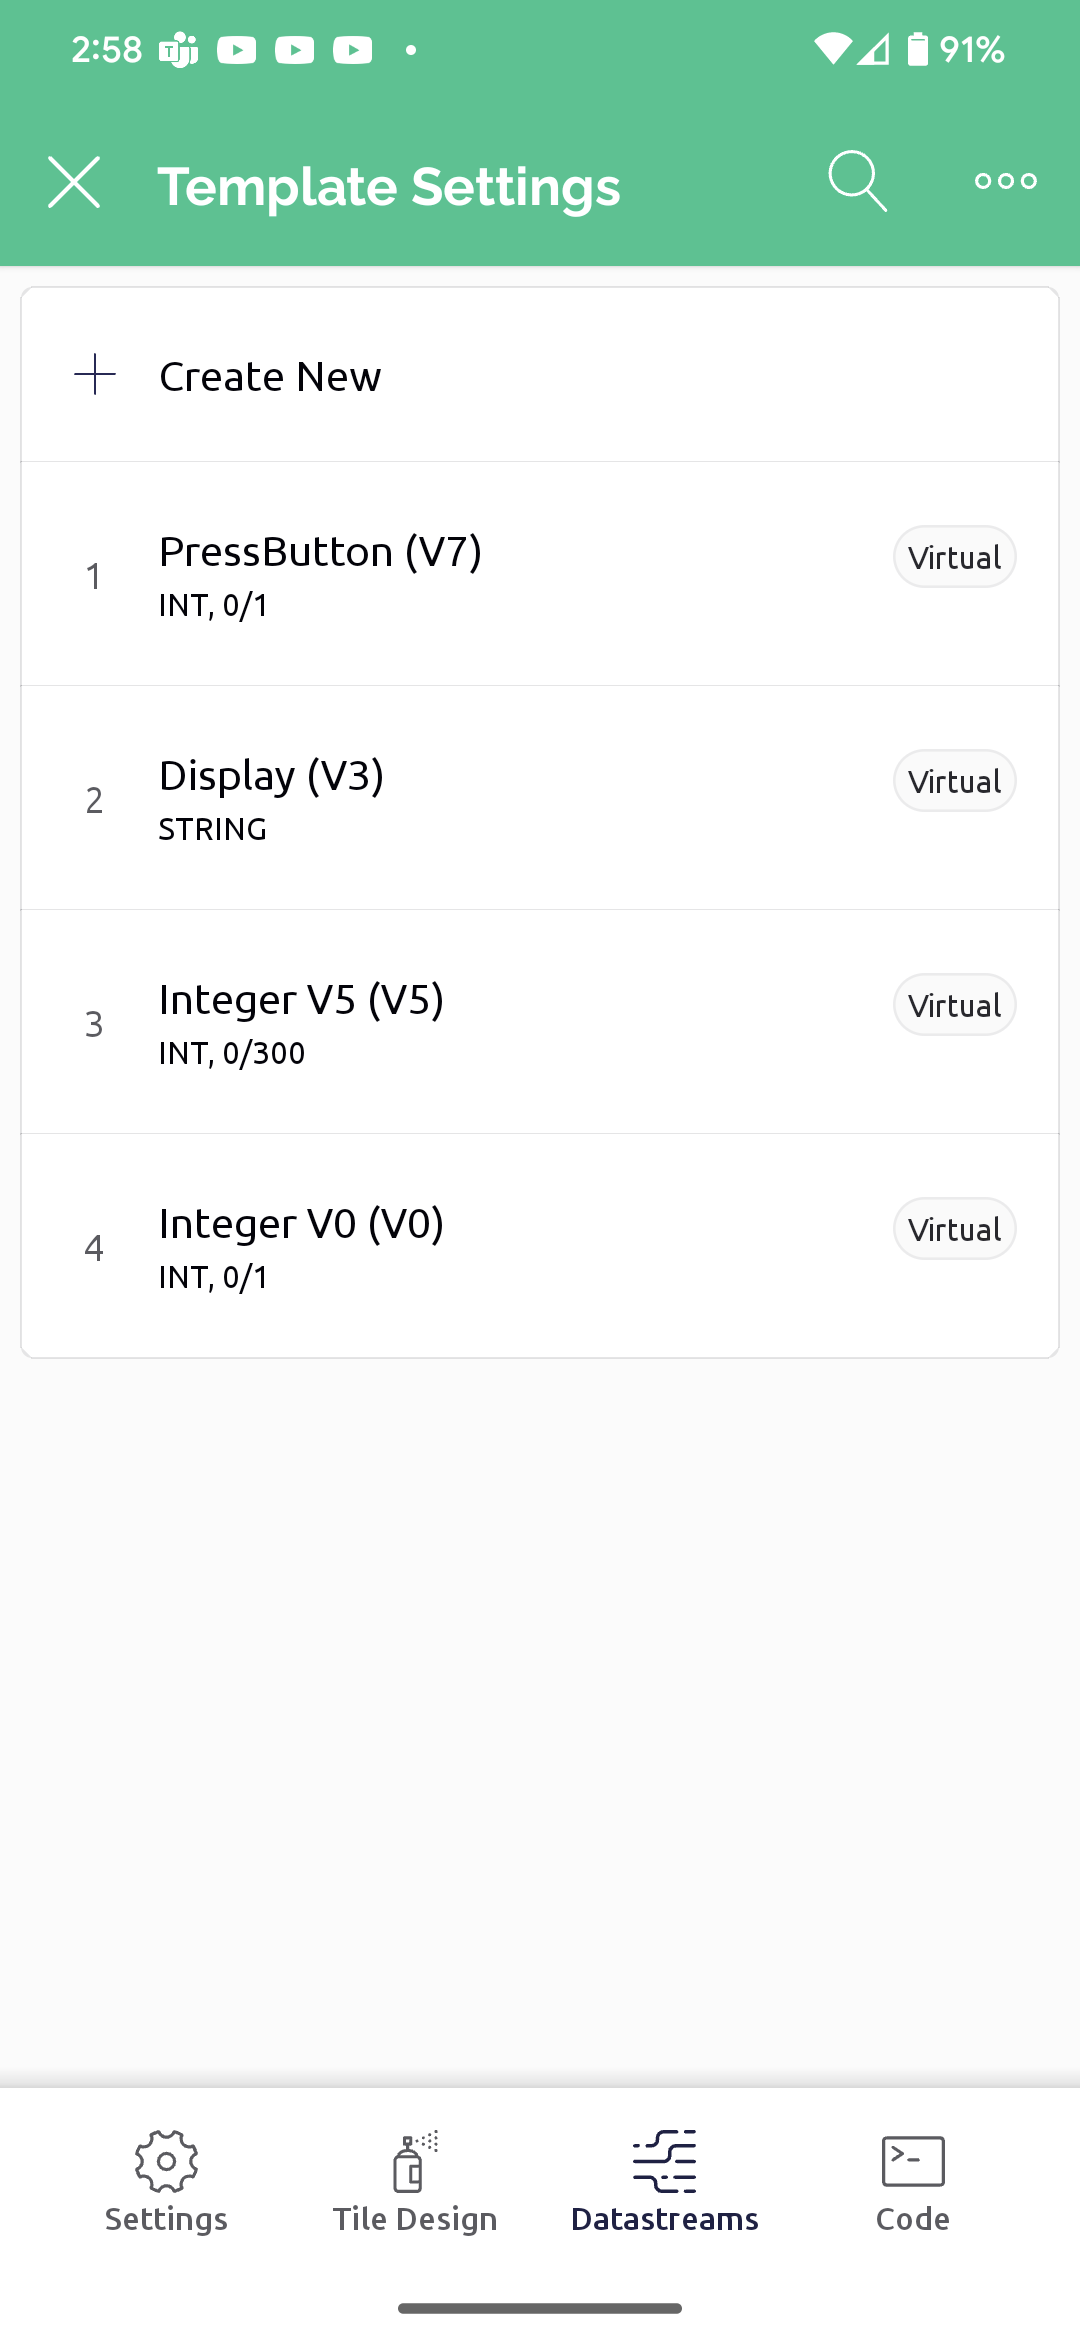 2:58
91%
Template Settings
Create New
1
PressButton (V7)
INT, 0/1
Virtual
2
Display (V3)
STRING
Virtual
3
Integer V5 (V5)
INT, 0/300
Virtual
4
Integer V0 (V0)
INT, 0/1
Virtual
Settings
Tile Design
Datastreams
Code